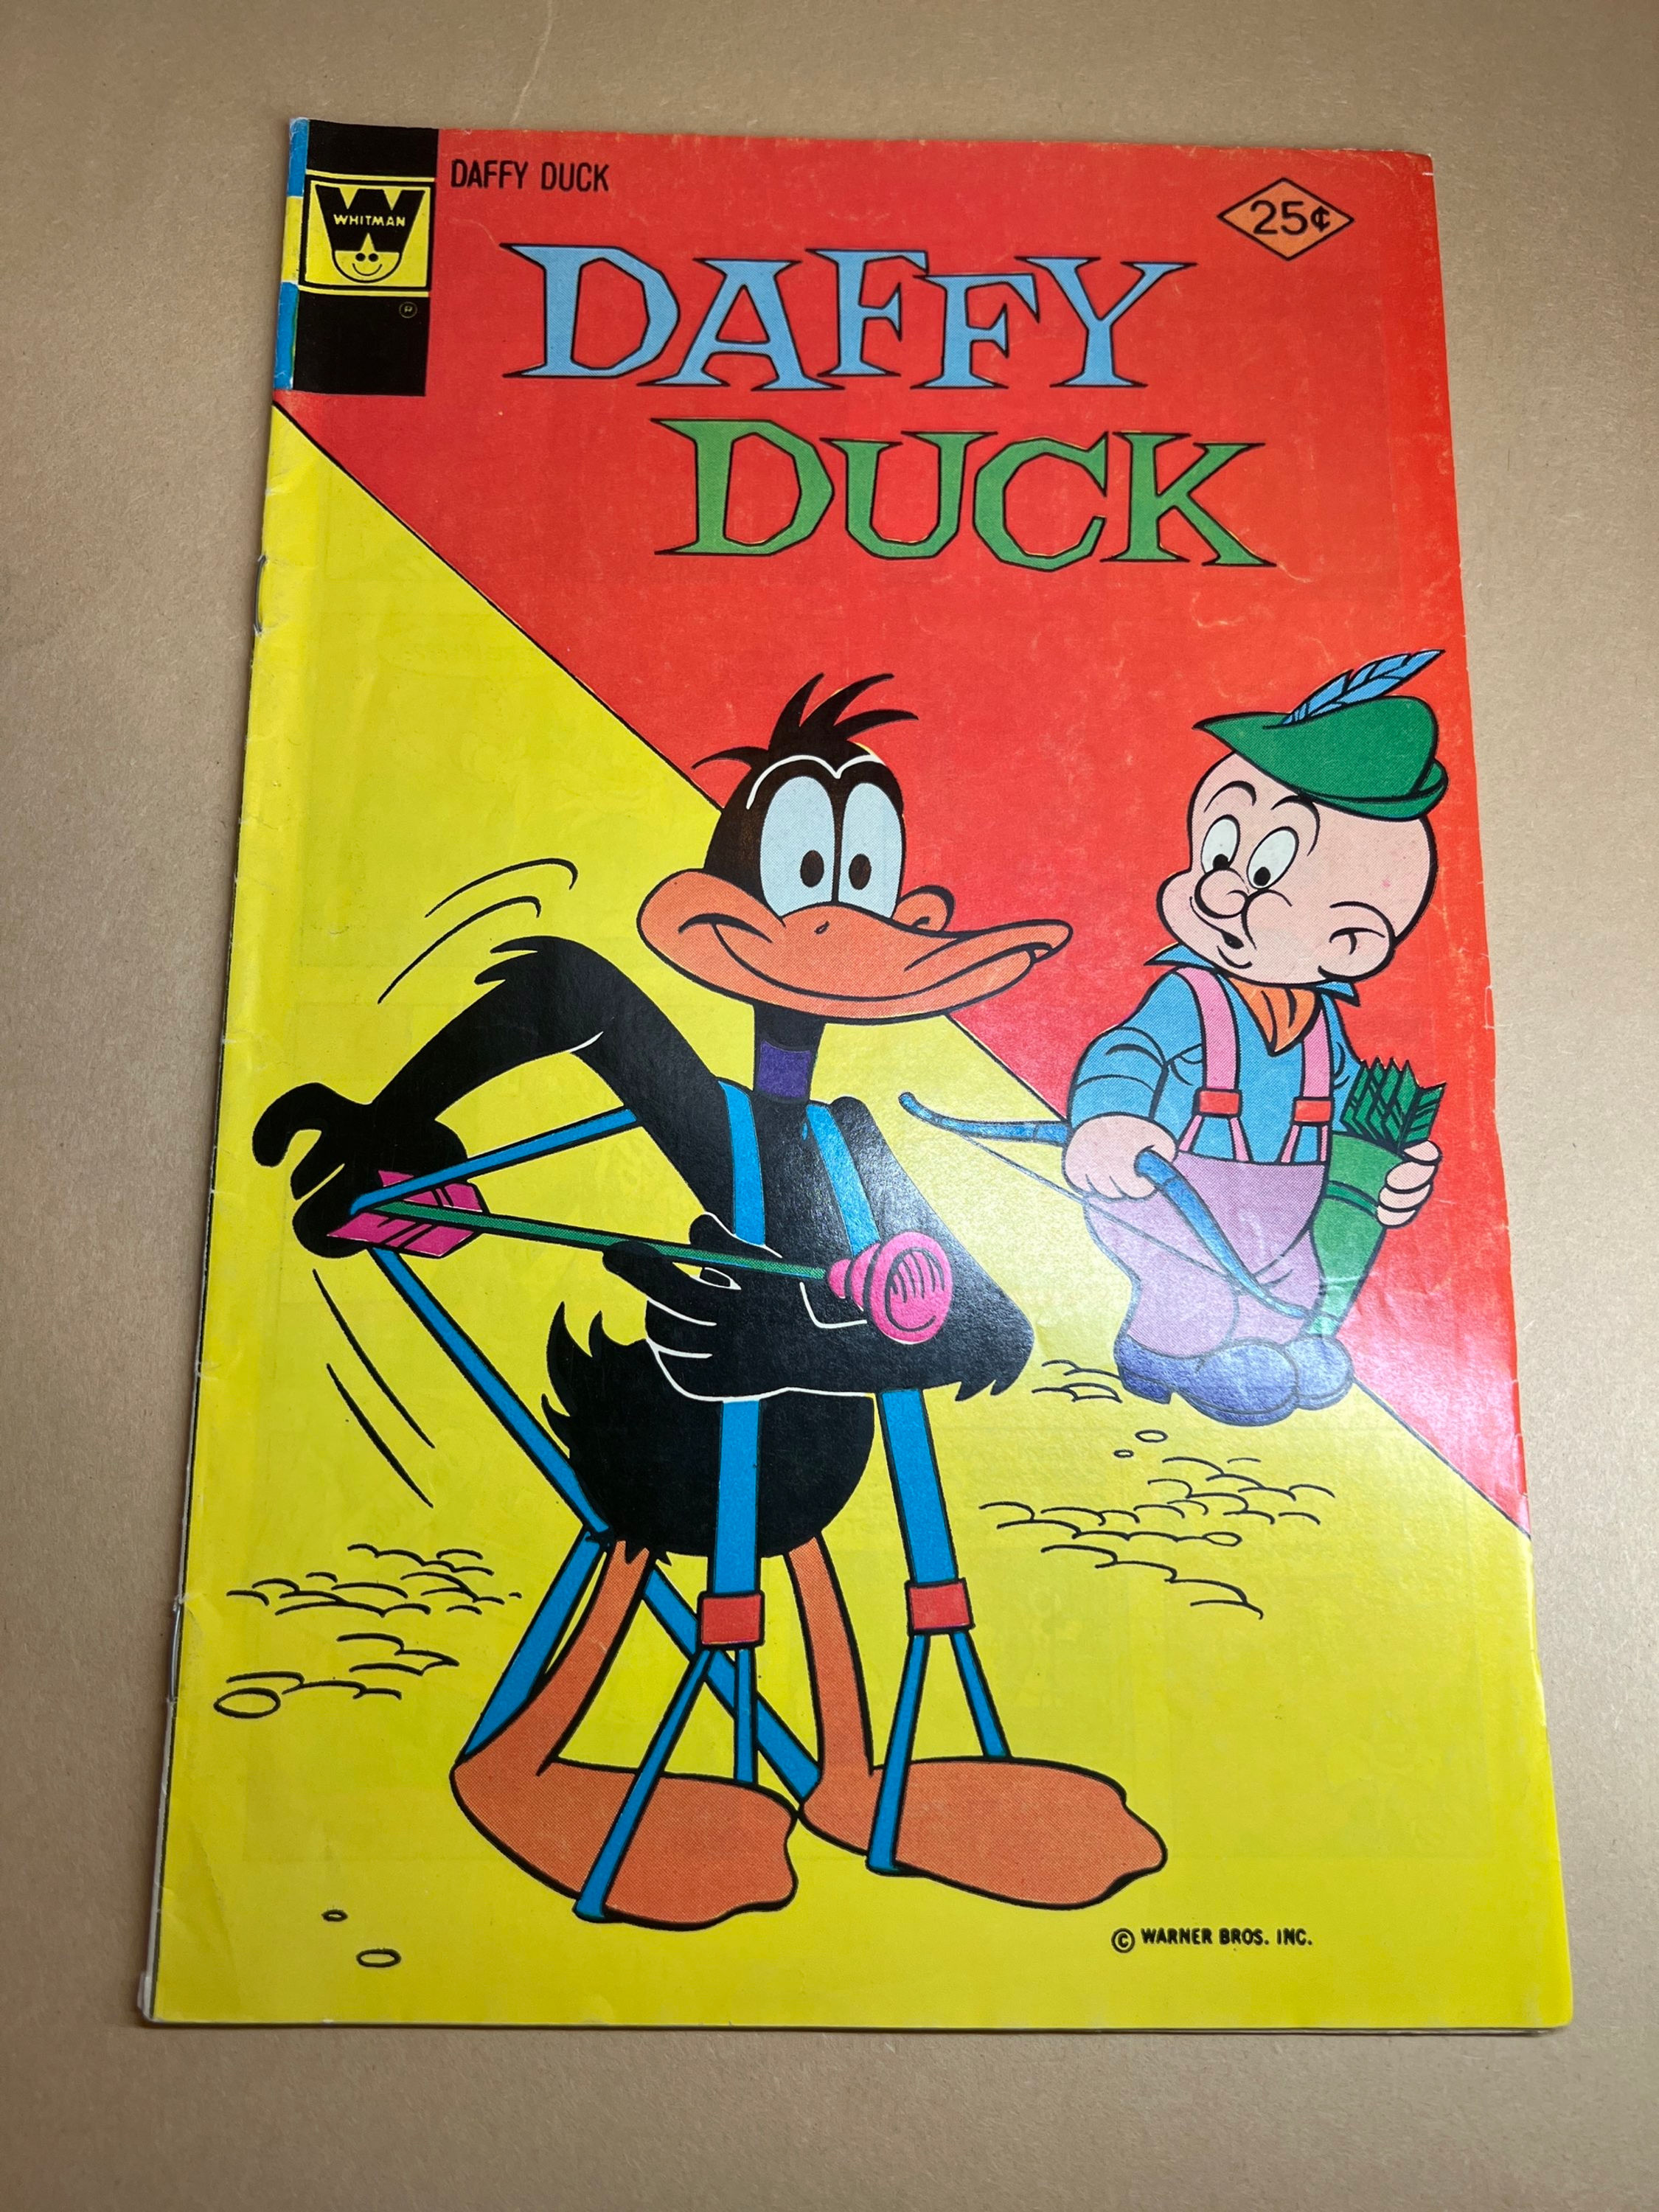 DAFFY DUCK
WHITMAN
®
25¢
DAFFY
DUCK
© WARNER BROS. INC.